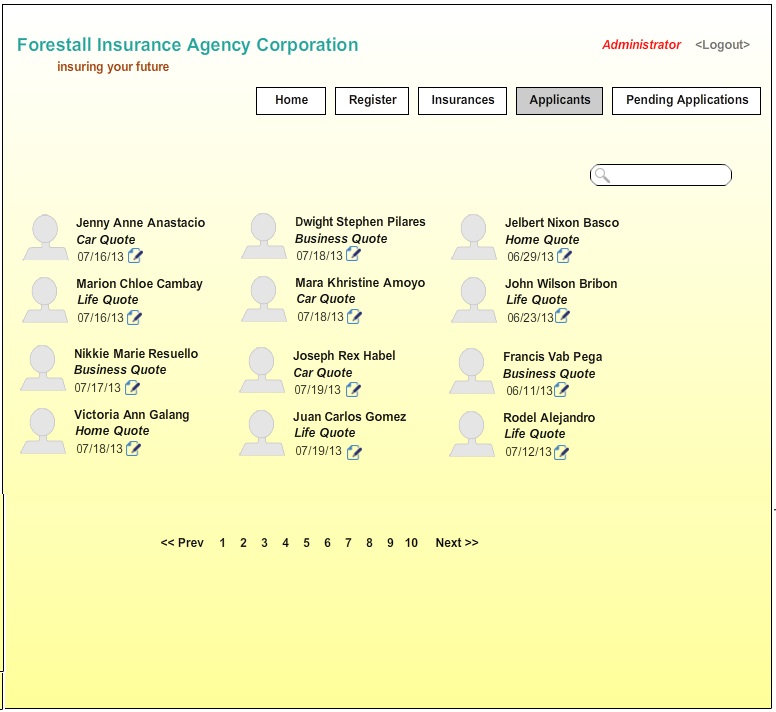 Forestall Insurance Agency Corporation
insuring your future
Administrator <Logout>
Home Register Insurances Applicants Pending Applications
Jenny Anne Anastacio
Car Quote
07/16/13
Dwight Stephen Pilares
Business Quote
07/18/13
Jelbert Nixon Basco
Home Quote
06/29/13
Marion Chloe Cambay
Life Quote
07/16/13
Mara Khristine Amoyo
Car Quote
07/18/13
John Wilson Bribon
Life Quote
06/23/13
Nikkie Marie Resuello
Business Quote
07/17/13
Joseph Rex Habel
Car Quote
07/19/13
Francis Vab Pega
Business Quote
06/11/13
Victoria Ann Galang
Home Quote
07/18/13
Juan Carlos Gomez
Life Quote
07/19/13
Rodel Alejandro
Life Quote
07/12/13
<< Prev 1 2 3 4 5 6 7 8 9 10 Next >>